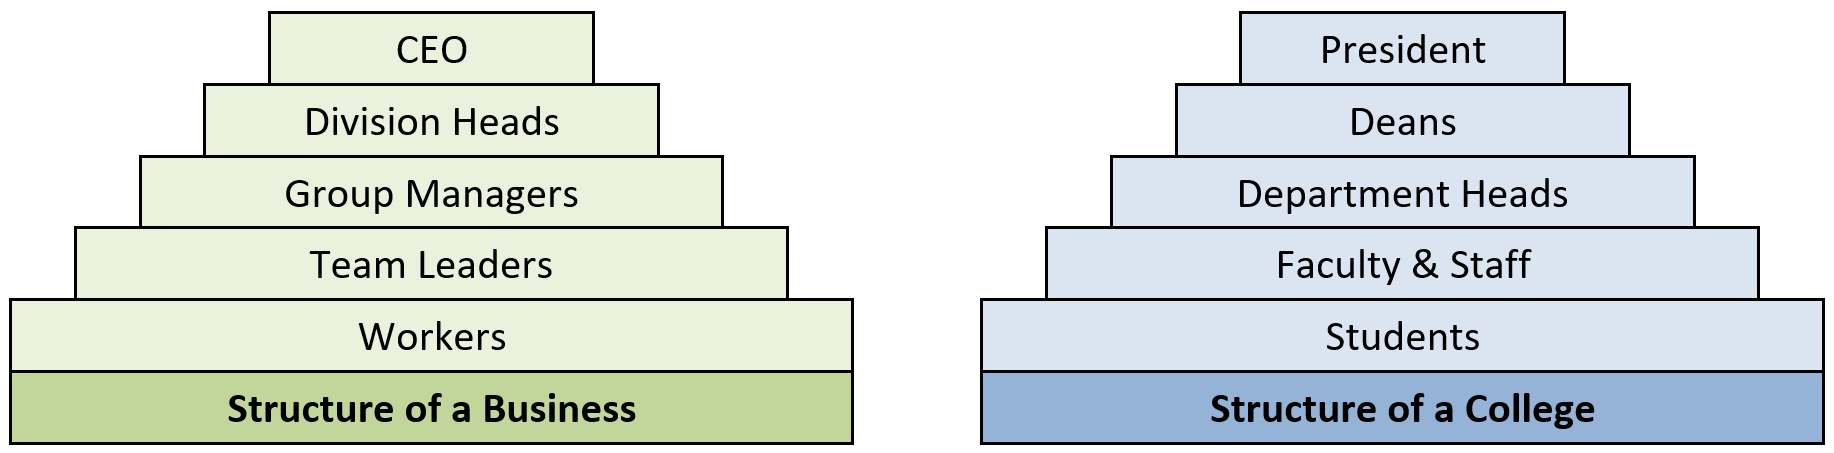 CEO
Division Heads
Group Managers
Team Leaders
Workers
Structure of a Business
President
Deans
Department Heads
Faculty & Staff
Students
Structure of a College